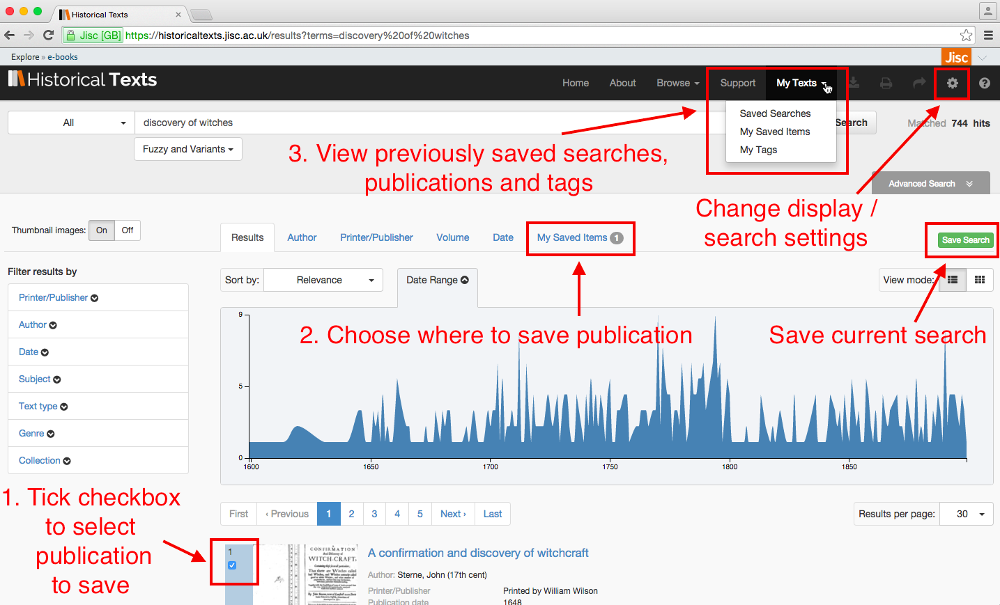 Historical Texts
Jisc [GB] https://historicaltexts.jisc.ac.uk/results?terms=discovery%20of%20witches
Explore » e-books
Jisc
Historical Texts
Home About Browse Support My Texts
Saved Searches
My Saved Items
My Tags
All discovery of witches Search
Matched 744 hits
Fuzzy and Variants
3. View previously saved searches,
publications and tags
Advanced Search
Change display /
search settings
Thumbnail images: On Off
Results Author Printer/Publisher Volume Date My Saved Items 1
Save Search
Filter results by
Printer/Publisher
Author
Date
Subject
Text type
Genre
Collection
Sort by: Relevance Date Range View mode:
2. Choose where to save publication
Save current search
9
5
0
1600 1650 1700 1750 1800 1850
1. Tick checkbox
to select
publication
to save
First ‹ Previous 1 2 3 4 5 Next › Last
Results per page: 30
1
A CONFIRMATION
And Discovery of
WITCH-CRAFT,
A confirmation and discovery of witchcraft
Author: Sterne, John (17th cent)
Printer/Publisher Printed by William Wilson
Publication date 1648